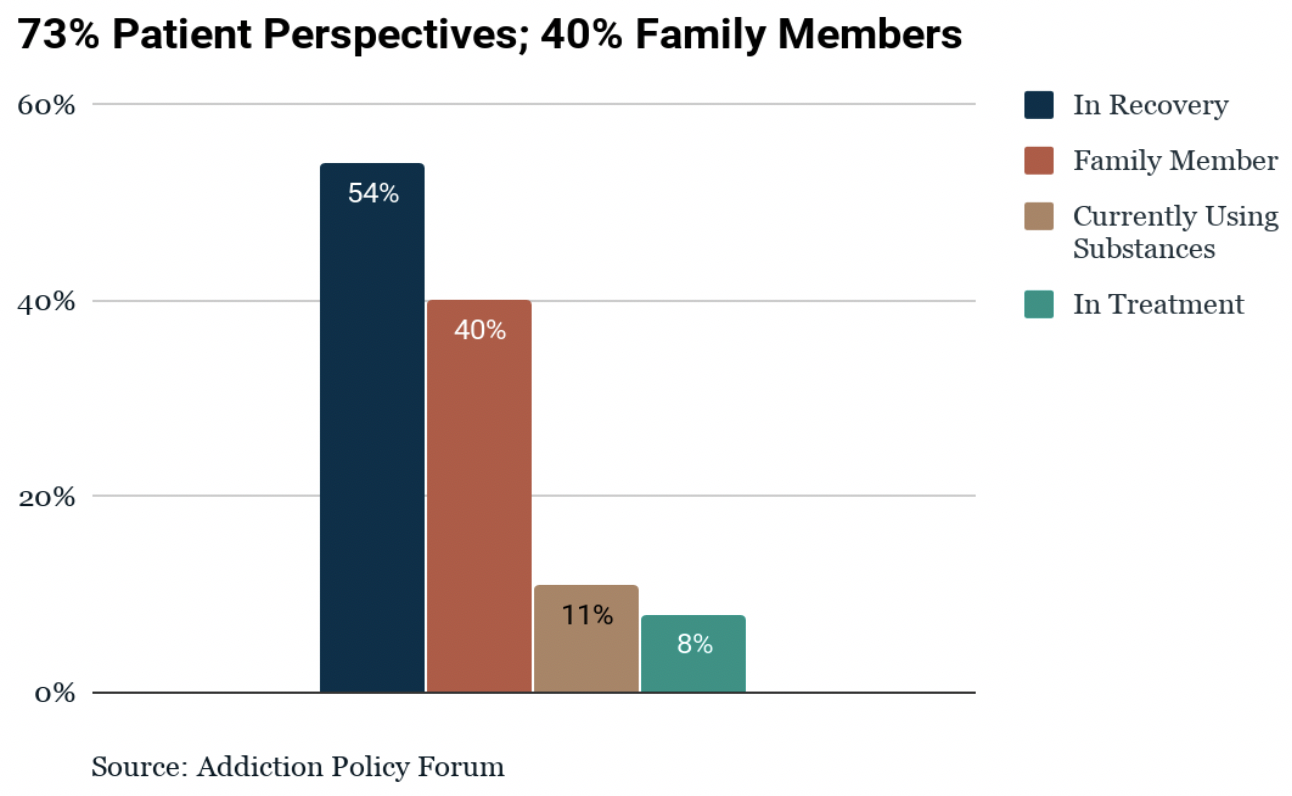 73% Patient Perspectives; 40% Family Members
60%
40%
20%
0%
54%
40%
11%
8%
In Recovery
Family Member
Currently Using
Substances
In Treatment
Source: Addiction Policy Forum